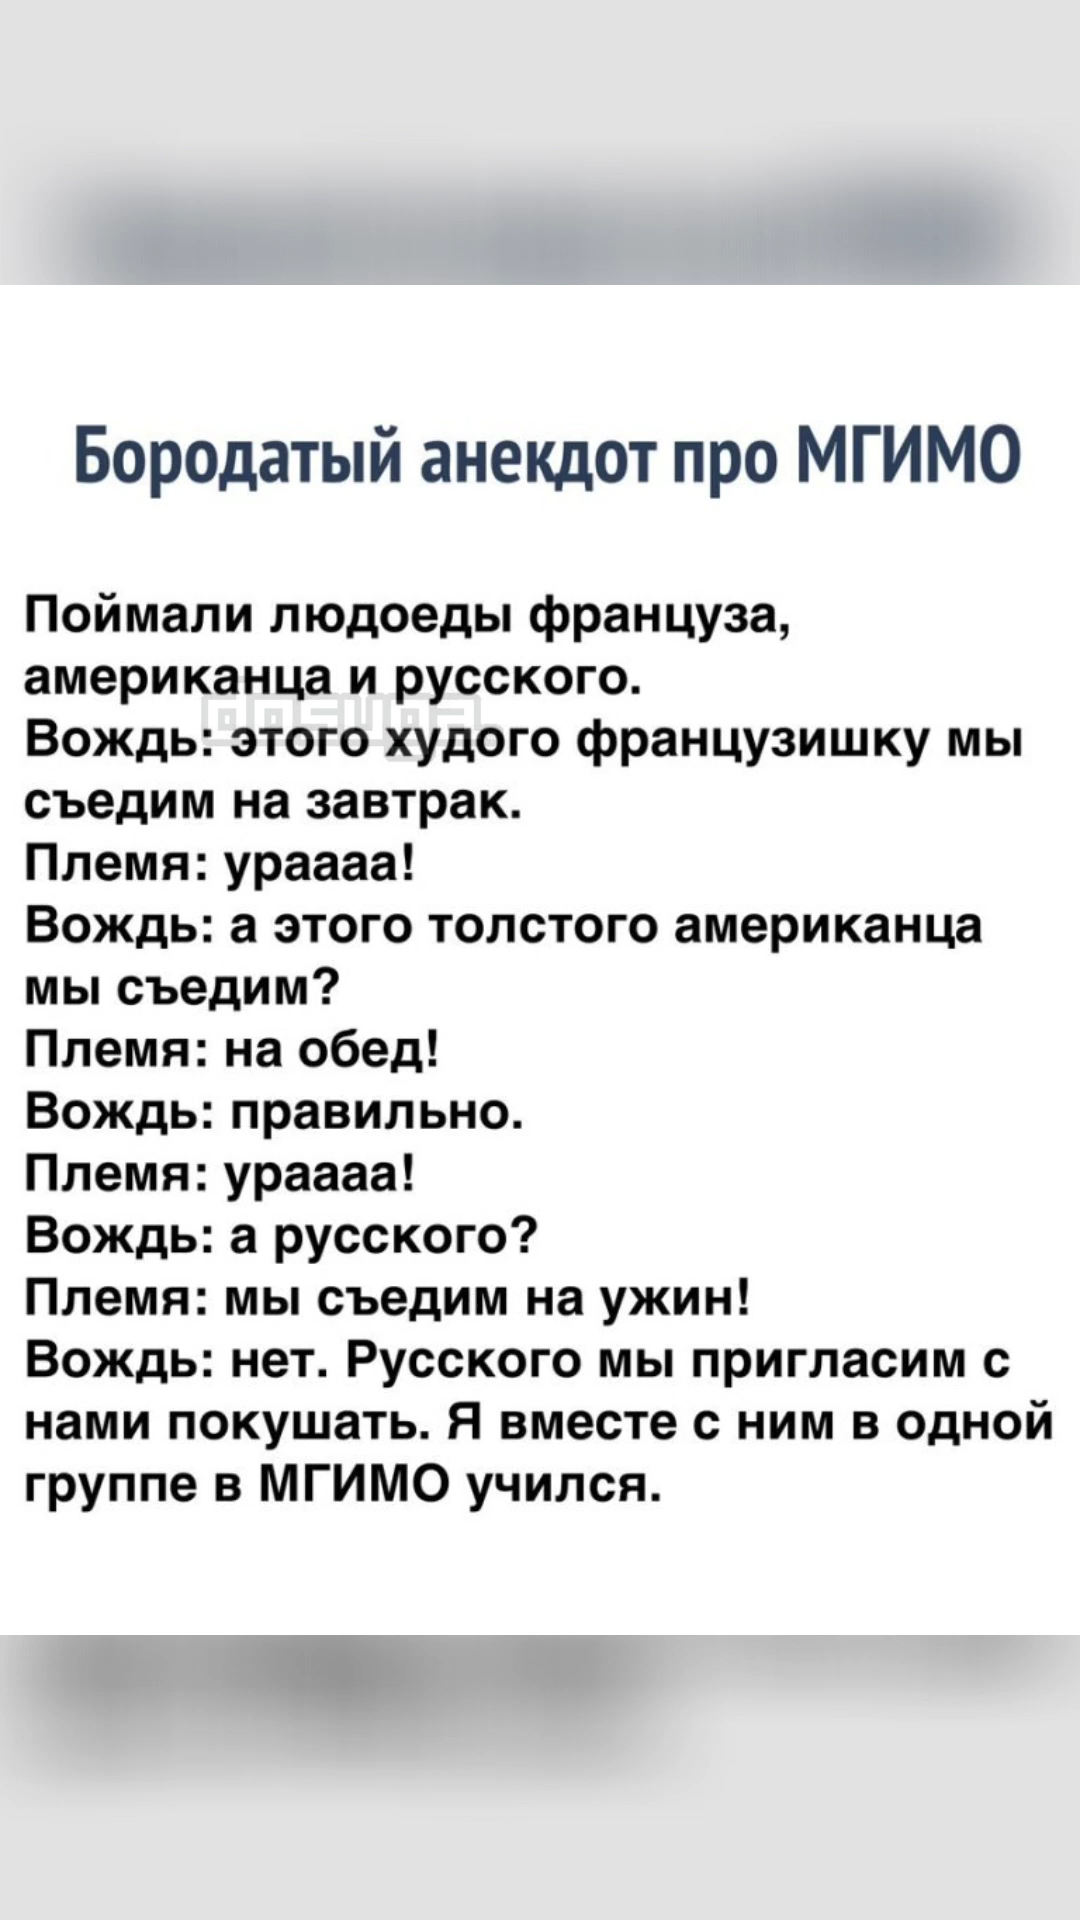 Бородатый анекдот про МГИМО
Поймали людоеды француза,
американца и русского.
Вождь: этого худого французишку мы
съедим на завтрак.
Племя: ураааа!
Вождь: а этого толстого американца
мы съедим?
Племя: на обед!
Вождь: правильно.
Племя: ураааа!
Вождь: а русского?
Племя: мы съедим на ужин!
Вождь: нет. Русского мы пригласим с
нами покушать. Я вместе с ним в одной
группе в МГИМО учился.